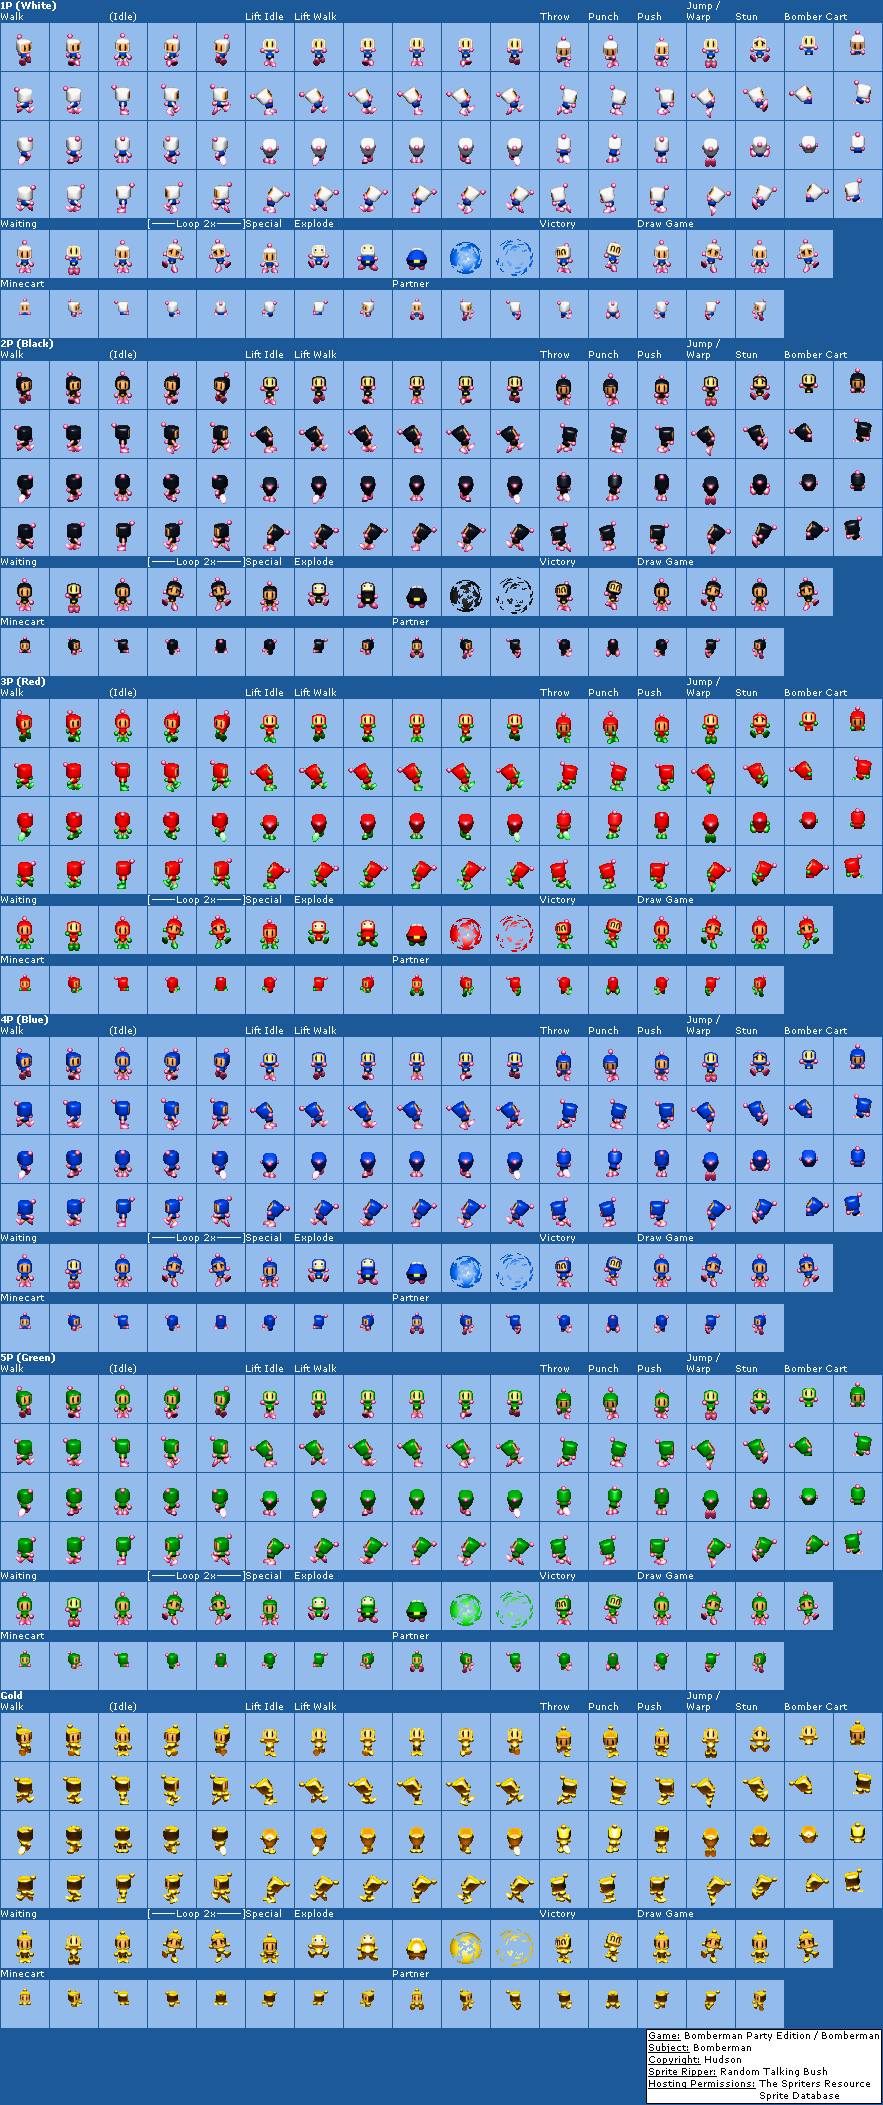 1P (White)
Jump /
Walk (Idle) Lift Idle Lift Walk Throw Punch Push Warp Stun Bomber Cart
Waiting [----Loop 2x----]Special Explode Victory Draw Game
Minecart Partner
2P (Black)
Jump /
Walk (Idle) Lift Idle Lift Walk Throw Punch Push Warp Stun Bomber Cart
Waiting [----Loop 2x----]Special Explode Victory Draw Game
Minecart Partner
3P (Red)
Jump /
Walk (Idle) Lift Idle Lift Walk Throw Punch Push Warp Stun Bomber Cart
Waiting [----Loop 2x----]Special Explode Victory Draw Game
Minecart Partner
4P (Blue)
Jump /
Walk (Idle) Lift Idle Lift Walk Throw Punch Push Warp Stun Bomber Cart
Waiting [----Loop 2x----]Special Explode Victory Draw Game
Minecart Partner
5P (Green)
Jump /
Walk (Idle) Lift Idle Lift Walk Throw Punch Push Warp Stun Bomber Cart
Waiting [----Loop 2x----]Special Explode Victory Draw Game
Minecart Partner
Gold
Jump /
Walk (Idle) Lift Idle Lift Walk Throw Punch Push Warp Stun Bomber Cart
Waiting [----Loop 2x----]Special Explode Victory Draw Game
Minecart Partner
Game: Bomberman Party Edition / Bomberman
Subject: Bomberman
Copyright: Hudson
Sprite Ripper: Random Talking Bush
Hosting Permissions: The Spriters Resource
Sprite Database